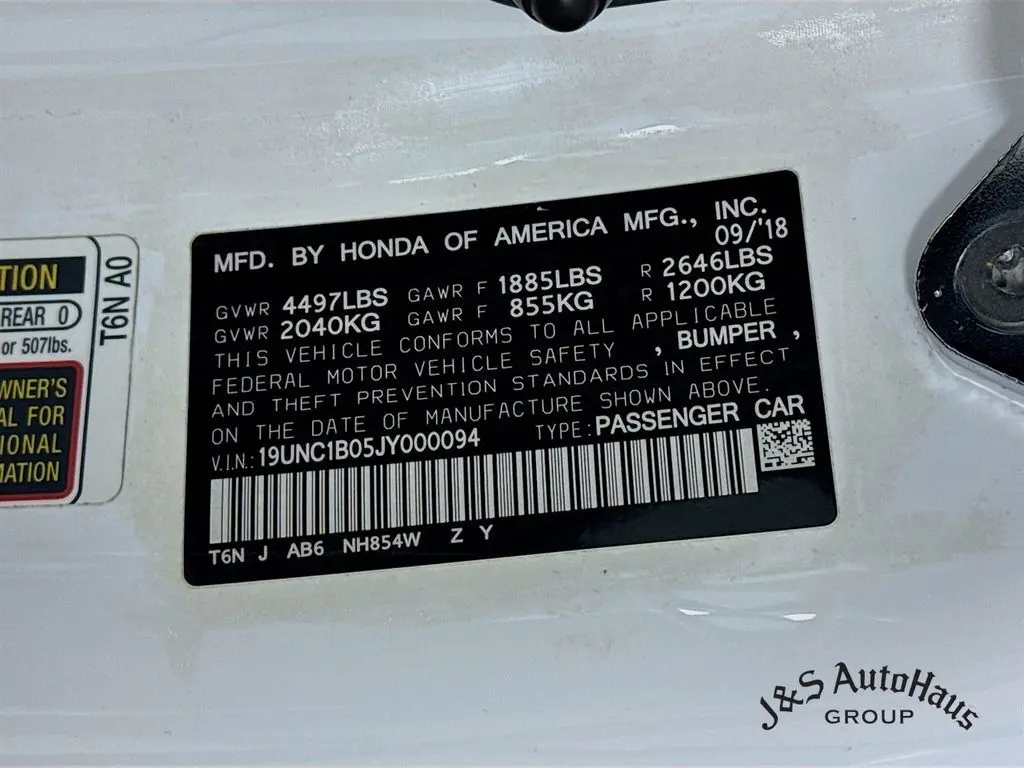 MFD. BY HONDA OF AMERICA MFG., INC.
09/'18
GVWR 4497LBS GAWR F 1885LBS R 2646LBS
GVWR 2040KG GAWR F 855KG R 1200KG
THIS VEHICLE CONFORMS TO ALL APPLICABLE
FEDERAL MOTOR VEHICLE SAFETY , BUMPER ,
AND THEFT PREVENTION STANDARDS IN EFFECT
ON THE DATE OF MANUFACTURE SHOWN ABOVE.
V.I.N.: 19UNC1B05JY000094 TYPE: PASSENGER CAR
T6N J AB6 NH854W Z Y
TION
REAR 0
or 507lbs.
WNER'S
AL FOR
IONAL
MATION
T6N A0
J&S AutoHaus
GROUP